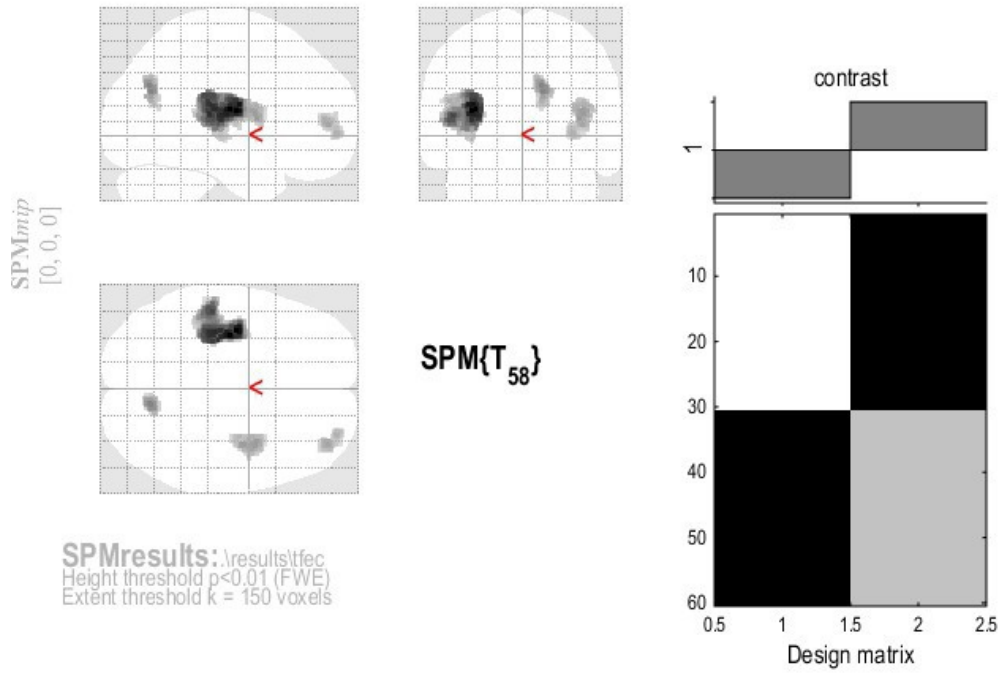 SPMmip
[0, 0, 0]
<
<
<
SPM{T58}
SPMresults: .\results\tfec
Height threshold p<0.01 (FWE)
Extent threshold k = 150 voxels
contrast
1
10
20
30
40
50
60
0.5 1 1.5 2 2.5
Design matrix